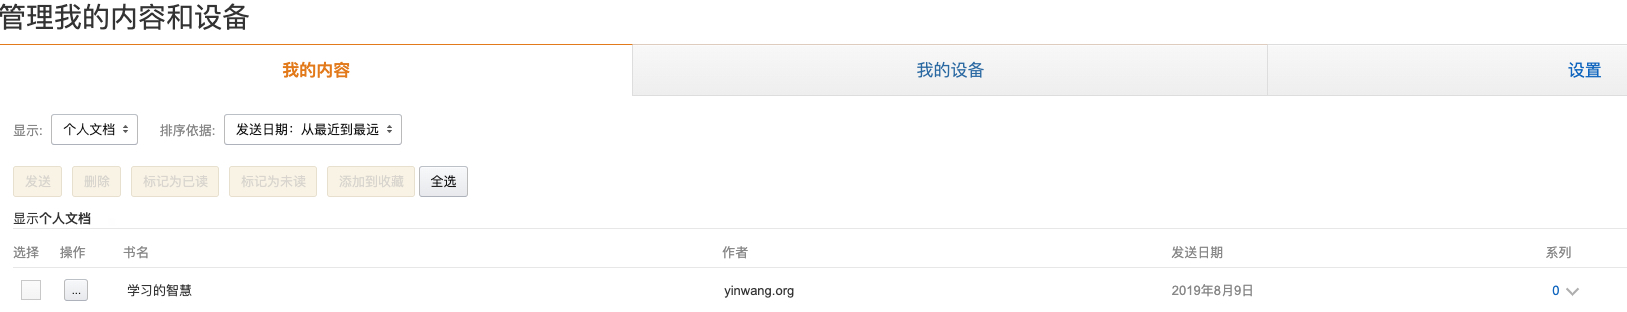 管理我的内容和设备
我的内容 我的设备 设置
显示: 个人文档 排序依据: 发送日期：从最近到最远
发送 删除 标记为已读 标记为未读 添加到收藏 全选
显示个人文档
选择 操作 书名 作者 发送日期 系列
... 学习的智慧 yinwang.org 2019年8月9日 0